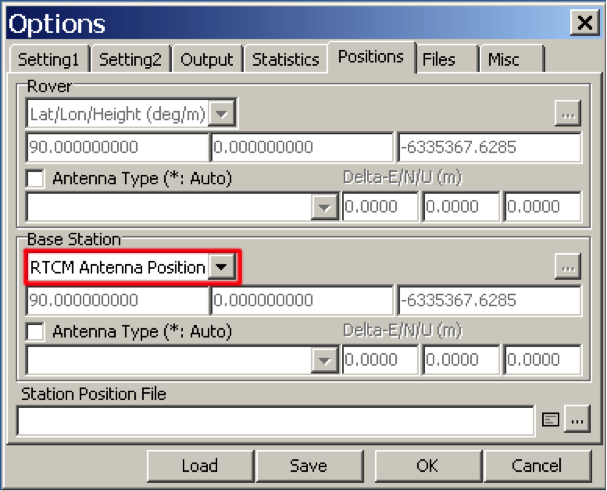 Options
Setting1 Setting2 Output Statistics Positions Files Misc
Rover
Lat/Lon/Height (deg/m) ...
90.000000000 0.000000000 -6335367.6285
Antenna Type (*: Auto) Delta-E/N/U (m)
0.0000 0.0000 0.0000
Base Station
RTCM Antenna Position ...
90.000000000 0.000000000 -6335367.6285
Antenna Type (*: Auto) Delta-E/N/U (m)
0.0000 0.0000 0.0000
Station Position File
...
Load Save OK Cancel